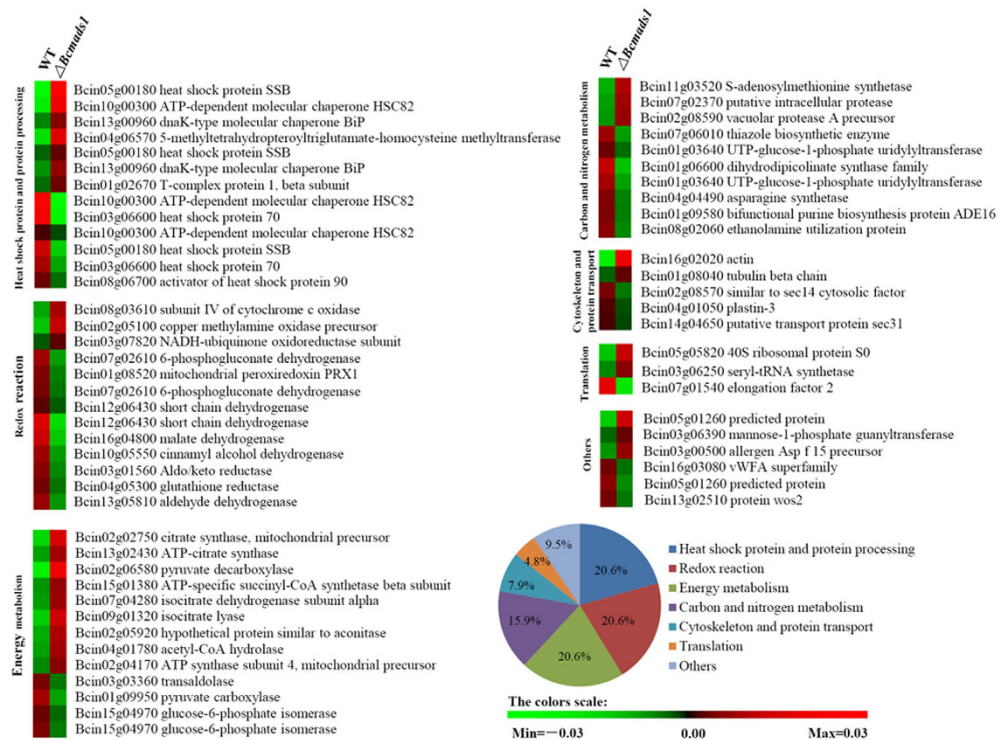 WT
△Bcmads1
Heat shock protein and protein processing
Bcin05g00180 heat shock protein SSB
Bcin10g00300 ATP-dependent molecular chaperone HSC82
Bcin13g00960 dnaK-type molecular chaperone BiP
Bcin04g06570 5-methyltetrahydropteroyltriglutamate-homocysteine methyltransferase
Bcin05g00180 heat shock protein SSB
Bcin13g00960 dnaK-type molecular chaperone BiP
Bcin01g02670 T-complex protein 1, beta subunit
Bcin10g00300 ATP-dependent molecular chaperone HSC82
Bcin03g06600 heat shock protein 70
Bcin10g00300 ATP-dependent molecular chaperone HSC82
Bcin05g00180 heat shock protein SSB
Bcin03g06600 heat shock protein 70
Bcin08g06700 activator of heat shock protein 90
Redox reaction
Bcin08g03610 subunit IV of cytochrome c oxidase
Bcin02g05100 copper methylamine oxidase precursor
Bcin03g07820 NADH-ubiquinone oxidoreductase subunit
Bcin07g02610 6-phosphogluconate dehydrogenase
Bcin01g08520 mitochondrial peroxiredoxin PRX1
Bcin07g02610 6-phosphogluconate dehydrogenase
Bcin12g06430 short chain dehydrogenase
Bcin12g06430 short chain dehydrogenase
Bcin16g04800 malate dehydrogenase
Bcin10g05550 cinnamyl alcohol dehydrogenase
Bcin03g01560 Aldo/keto reductase
Bcin04g05300 glutathione reductase
Bcin13g05810 aldehyde dehydrogenase
Energy metabolism
Bcin02g02750 citrate synthase, mitochondrial precursor
Bcin13g02430 ATP-citrate synthase
Bcin02g06580 pyruvate decarboxylase
Bcin15g01380 ATP-specific succinyl-CoA synthetase beta subunit
Bcin07g04280 isocitrate dehydrogenase subunit alpha
Bcin09g01320 isocitrate lyase
Bcin02g05920 hypothetical protein similar to aconitase
Bcin04g01780 acetyl-CoA hydrolase
Bcin02g04170 ATP synthase subunit 4, mitochondrial precursor
Bcin03g03360 transaldolase
Bcin01g09950 pyruvate carboxylase
Bcin15g04970 glucose-6-phosphate isomerase
Bcin15g04970 glucose-6-phosphate isomerase
WT
△Bcmads1
Carbon and nitrogen metabolism
Bcin11g03520 S-adenosylmethionine synthetase
Bcin07g02370 putative intracellular protease
Bcin02g08590 vacuolar protease A precursor
Bcin07g06010 thiazole biosynthetic enzyme
Bcin01g03640 UTP-glucose-1-phosphate uridylyltransferase
Bcin01g06600 dihydrodipicolinate synthase family
Bcin01g03640 UTP-glucose-1-phosphate uridylyltransferase
Bcin04g04490 asparagine synthetase
Bcin01g09580 bifunctional purine biosynthesis protein ADE16
Bcin08g02060 ethanolamine utilization protein
Cytoskeleton and
protein transport
Bcin16g02020 actin
Bcin01g08040 tubulin beta chain
Bcin02g08570 similar to sec14 cytosolic factor
Bcin04g01050 plastin-3
Bcin14g04650 putative transport protein sec31
Translation
Bcin05g05820 40S ribosomal protein S0
Bcin03g06250 seryl-tRNA synthetase
Bcin07g01540 elongation factor 2
Others
Bcin05g01260 predicted protein
Bcin03g06390 mannose-1-phosphate guanyltransferase
Bcin03g00500 allergen Asp f 15 precursor
Bcin16g03080 vWFA superfamily
Bcin05g01260 predicted protein
Bcin13g02510 protein wos2
20.6%
20.6%
20.6%
15.9%
7.9%
4.8%
9.5%
Heat shock protein and protein processing
Redox reaction
Energy metabolism
Carbon and nitrogen metabolism
Cytoskeleton and protein transport
Translation
Others
The colors scale:
Min=－0.03 0.00 Max=0.03